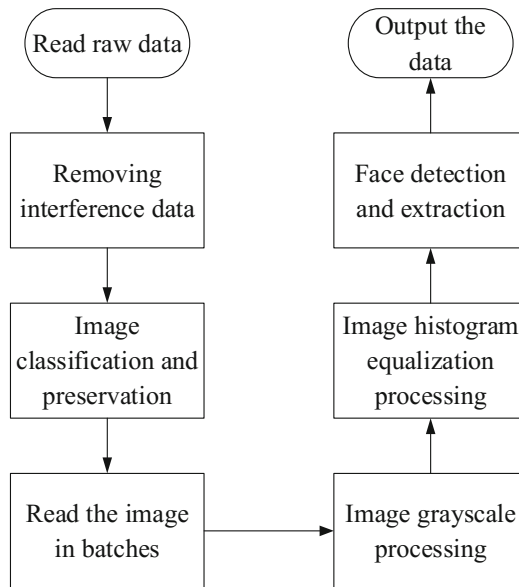 Read raw data
Removing
interference data
Image
classification and
preservation
Read the image
in batches
Image grayscale
processing
Image histogram
equalization
processing
Face detection
and extraction
Output the
data